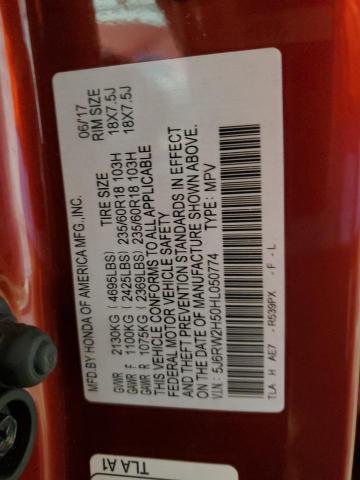 MFD.BY HONDA OF AMERICA MFG.,INC. 06/17
TIRE SIZE RIM SIZE
GVWR 2130KG (4695LBS)
GAWR F 1100KG (2425LBS) 235/60R18 103H 18X7.5J
GAWR R 1075KG (2369LBS) 235/60R18 103H 18X7.5J
THIS VEHICLE CONFORMS TO ALL APPLICABLE
FEDERAL MOTOR VEHICLE SAFETY
AND THEFT PREVENTION STANDARDS IN EFFECT
ON THE DATE OF MANUFACTURE SHOWN ABOVE.
V.I.N.: 5J6RW2H50HL050774 TYPE: MPV
TLA H AE7 - R539PX - F - L
TLA A1